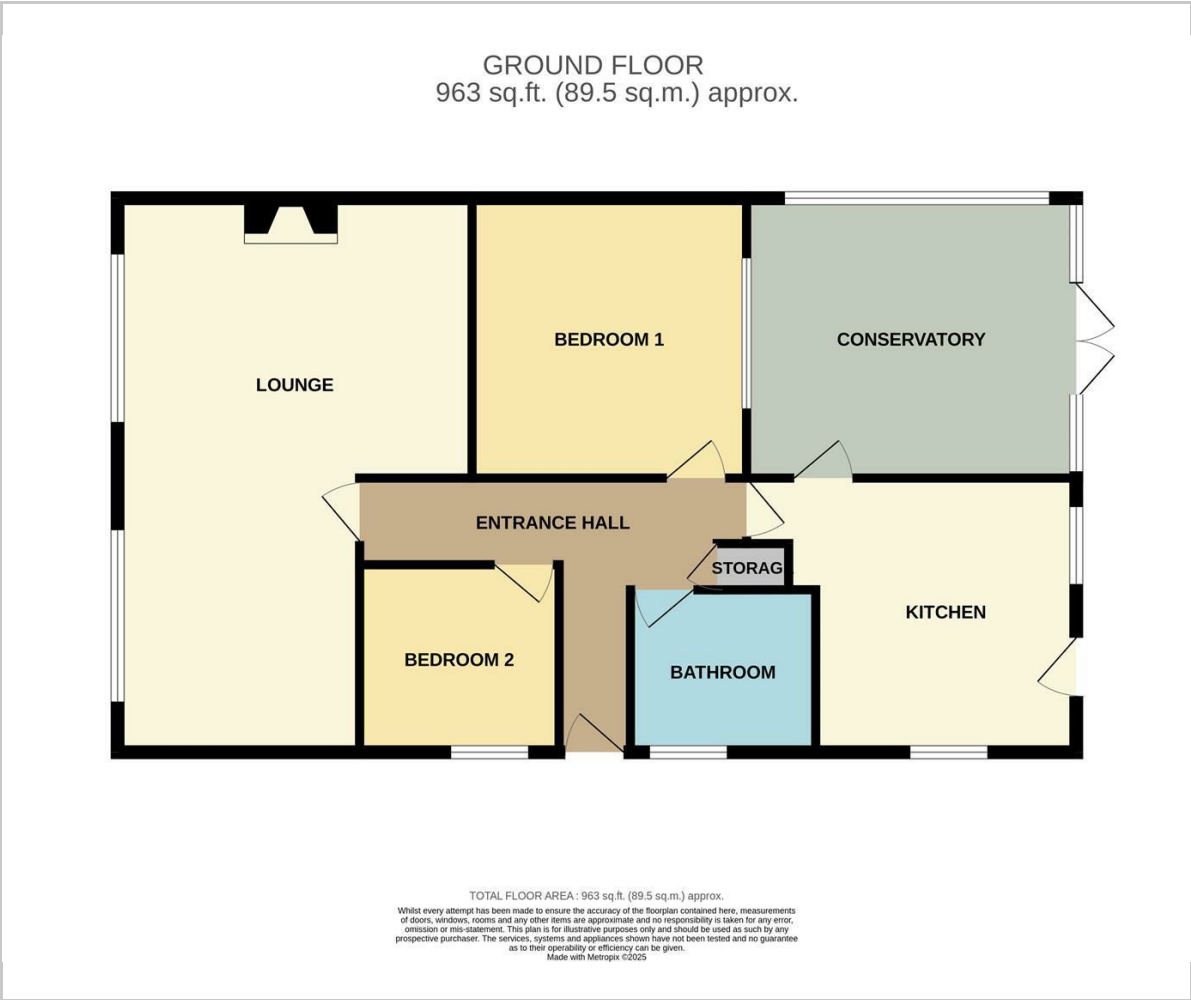 GROUND FLOOR
963 sq.ft. (89.5 sq.m.) approx.
BEDROOM 1
CONSERVATORY
LOUNGE
ENTRANCE HALL
STORAG
KITCHEN
BEDROOM 2
BATHROOM
TOTAL FLOOR AREA : 963 sq.ft. (89.5 sq.m.) approx.
Whilst every attempt has been made to ensure the accuracy of the floorplan contained here, measurements
of doors, windows, rooms and any other items are approximate and no responsibility is taken for any error,
omission or mis-statement. This plan is for illustrative purposes only and should be used as such by any
prospective purchaser. The services, systems and appliances shown have not been tested and no guarantee
as to their operability or efficiency can be given.
Made with Metropix ©2025